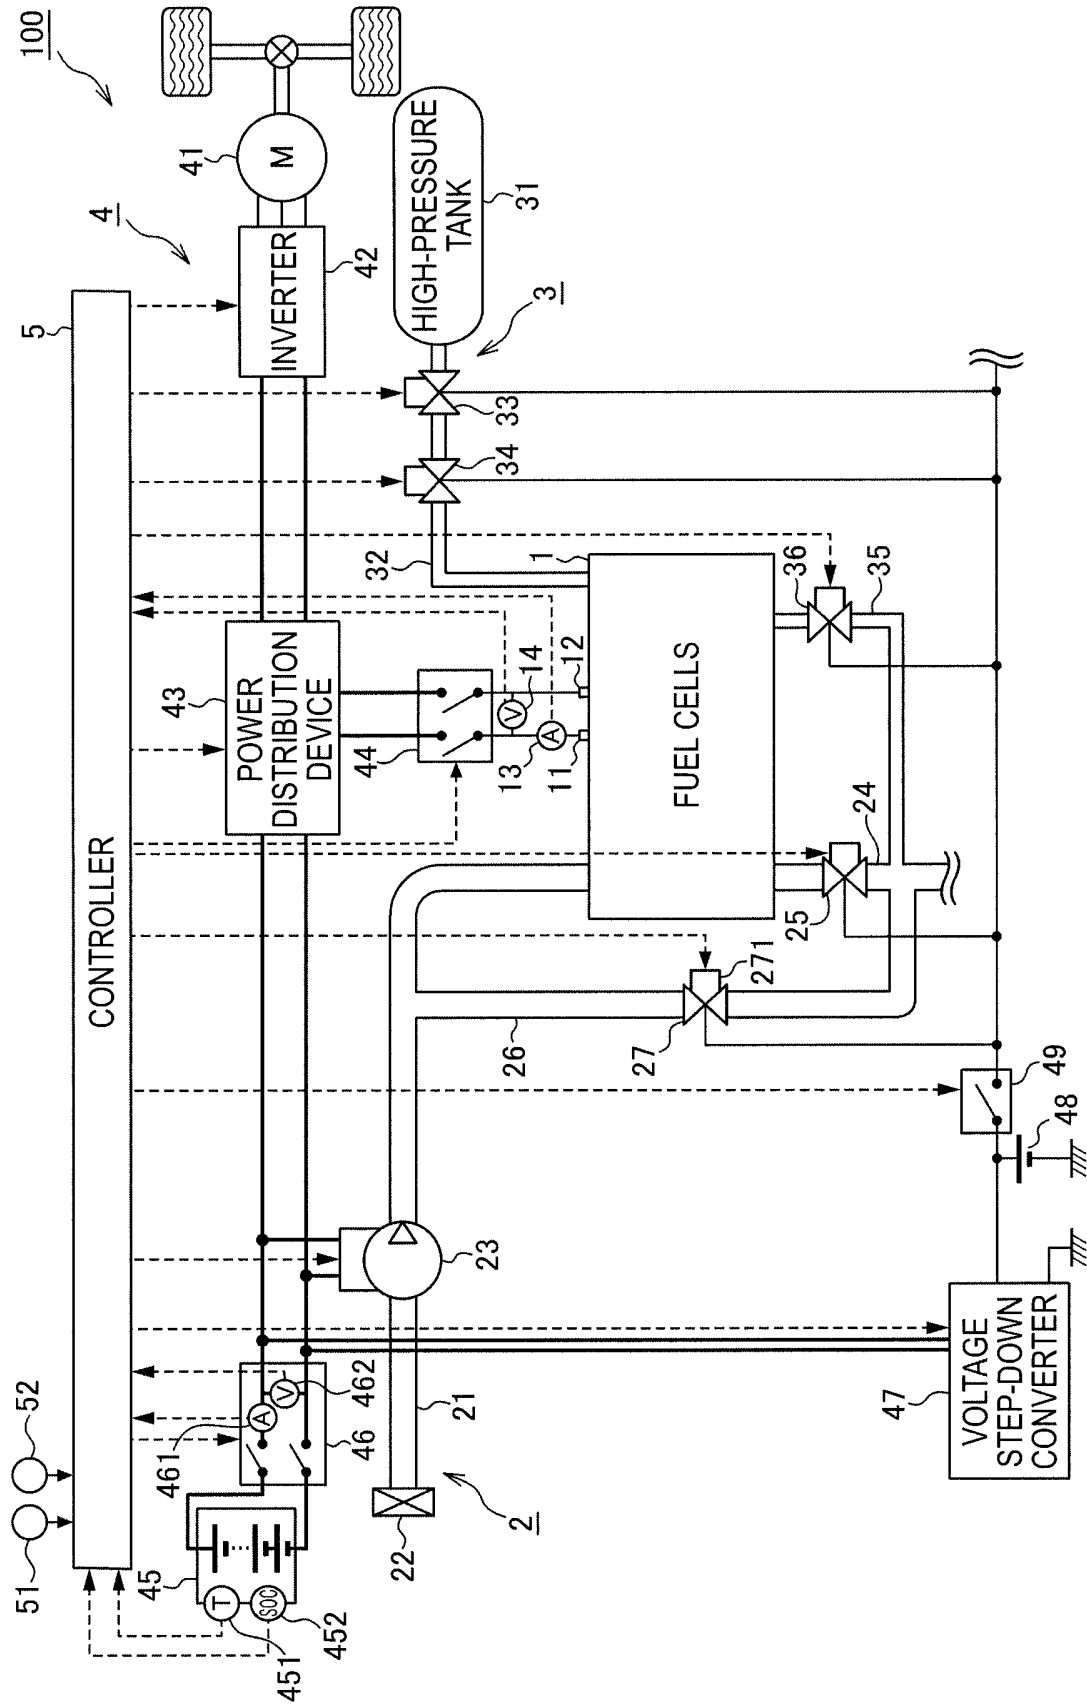 100
4
5
CONTROLLER
51
52
41
M
INVERTER
42
43
POWER
DISTRIBUTION
DEVICE
44
45
T
SOC
451
452
46
A
V
461
462
HIGH-PRESSURE
TANK
31
3
33
34
32
1
FUEL CELLS
11
12
13
A
14
V
36
35
24
25
26
27
271
21
22
23
2
47
VOLTAGE
STEP-DOWN
CONVERTER
48
49